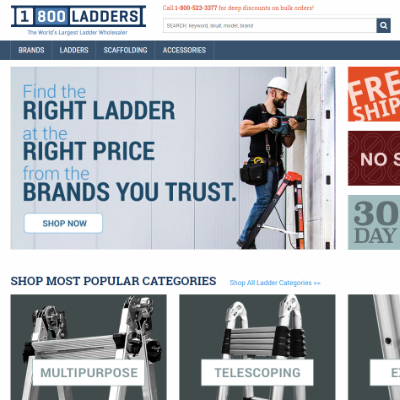 1 800 LADDERS
The World's Largest Ladder Wholesaler
Call 1-800-523-3377 for deep discounts on bulk orders!
SEARCH: keyword, sku#, model, brand
BRANDS LADDERS SCAFFOLDING ACCESSORIES
Find the
RIGHT LADDER
at the
RIGHT PRICE
from the
BRANDS YOU TRUST.
SHOP NOW
FRE
SHIP
NO S
30
DAY
SHOP MOST POPULAR CATEGORIES
Shop All Ladder Categories >>
MULTIPURPOSE
TELESCOPING
E